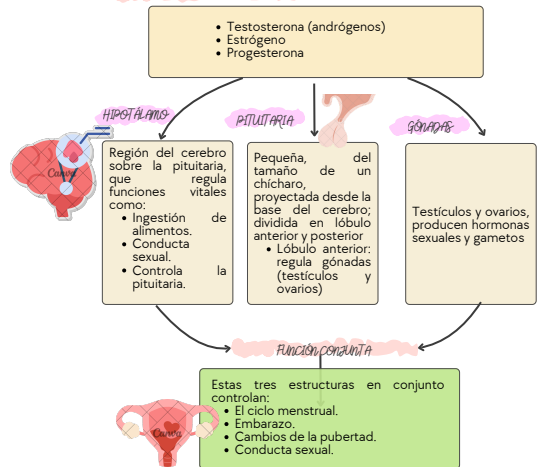 • Testosterona (andrógenos)
• Estrógeno
• Progesterona
HIPOTÁLAMO
PITUITARIA
GÓNADAS
Región del cerebro
sobre la pituitaria,
que regula
funciones vitales
como:
• Ingestión de
alimentos.
• Conducta
sexual.
• Controla la
pituitaria.
Canva
Pequeña, del
tamaño de un
chícharo,
proyectada desde la
base del cerebro;
dividida en lóbulo
anterior y posterior
• Lóbulo anterior:
regula gónadas
(testículos y
ovarios)
Testículos y ovarios,
producen hormonas
sexuales y gametos
FUNCIÓN CONJUNTA
Estas tres estructuras en conjunto
controlan:
• El ciclo menstrual.
• Embarazo.
• Cambios de la pubertad.
• Conducta sexual.
Canva